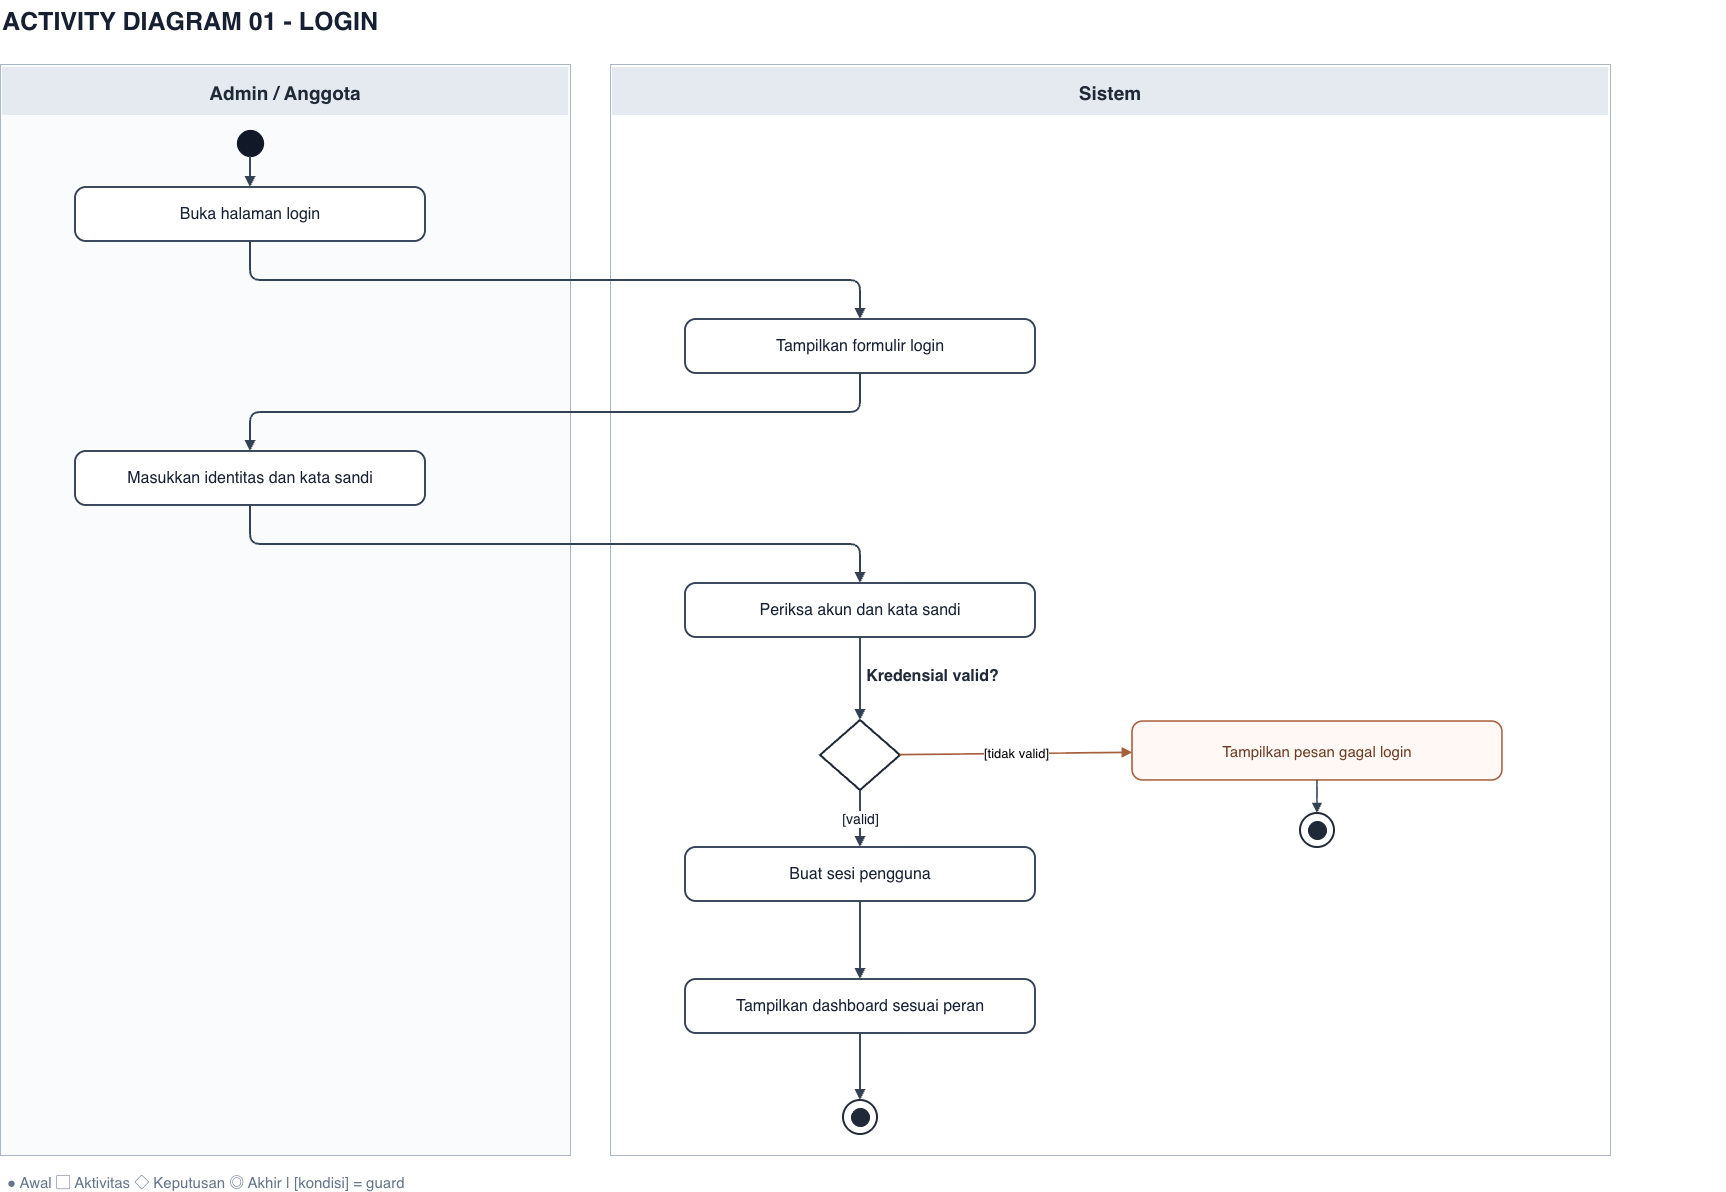 ACTIVITY DIAGRAM 01 - LOGIN
Admin / Anggota
Sistem
Buka halaman login
Tampilkan formulir login
Masukkan identitas dan kata sandi
Periksa akun dan kata sandi
Kredensial valid?
[tidak valid]
Tampilkan pesan gagal login
[valid]
Buat sesi pengguna
Tampilkan dashboard sesuai peran
● Awal □ Aktivitas ◇ Keputusan ◎ Akhir | [kondisi] = guard